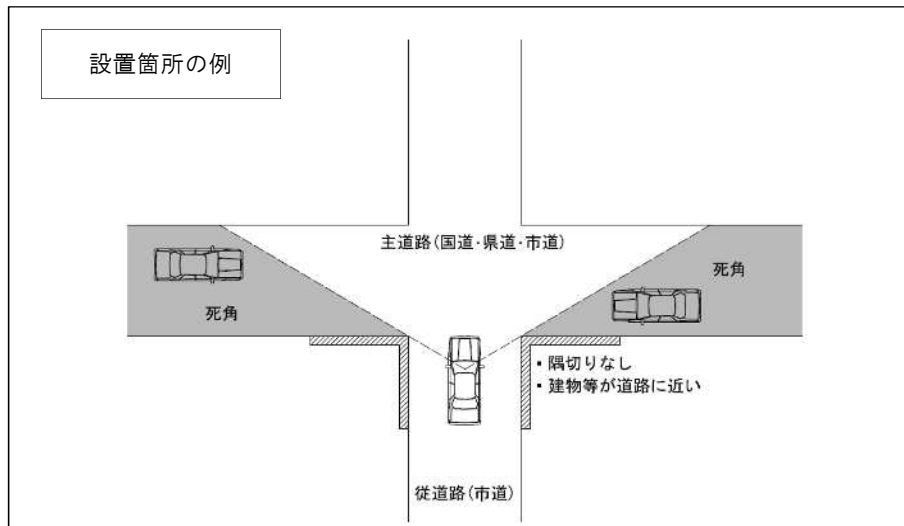 設置箇所の例
主道路(国道・県道・市道)
死角
死角
・隅切りなし
・建物等が道路に近い
従道路(市道)